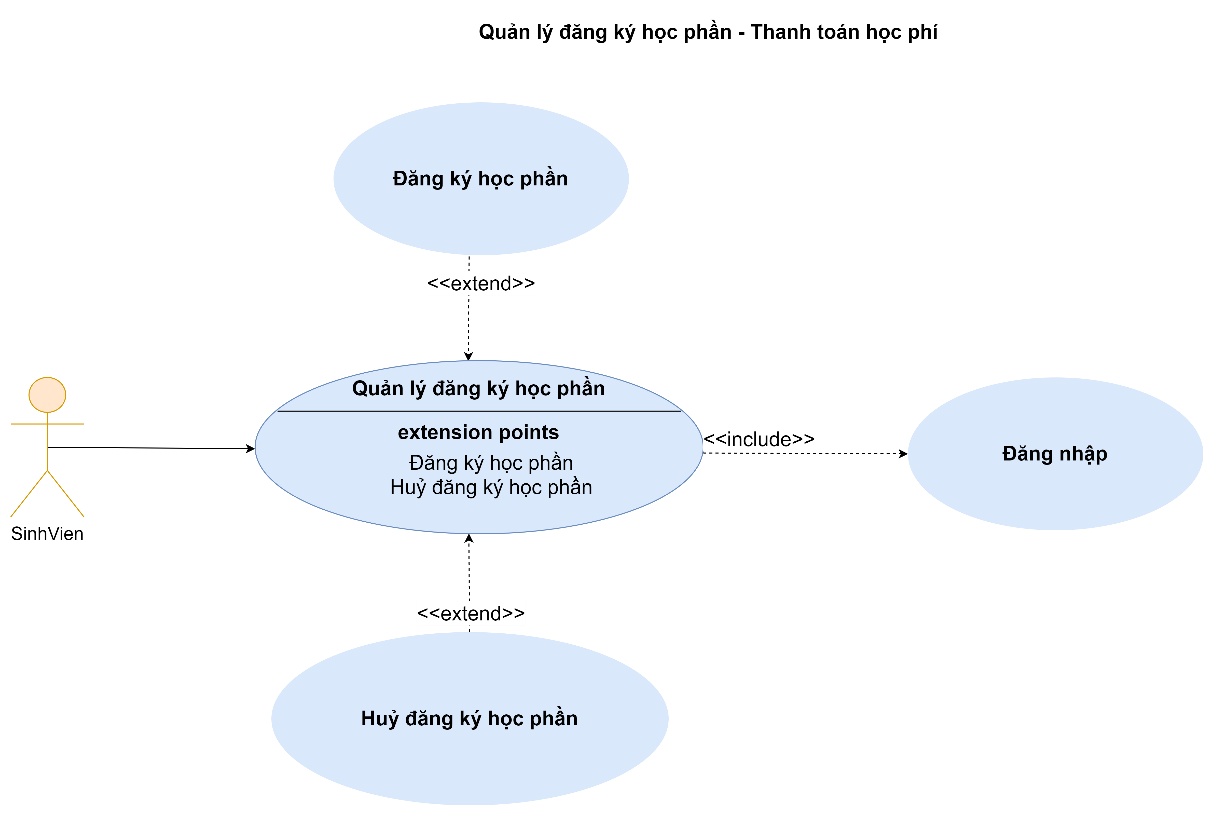 Quản lý đăng ký học phần - Thanh toán học phí
Đăng ký học phần
<<extend>>
Quản lý đăng ký học phần
extension points
Đăng ký học phần
Huỷ đăng ký học phần
<<include>>
Đăng nhập
SinhVien
<<extend>>
Huỷ đăng ký học phần